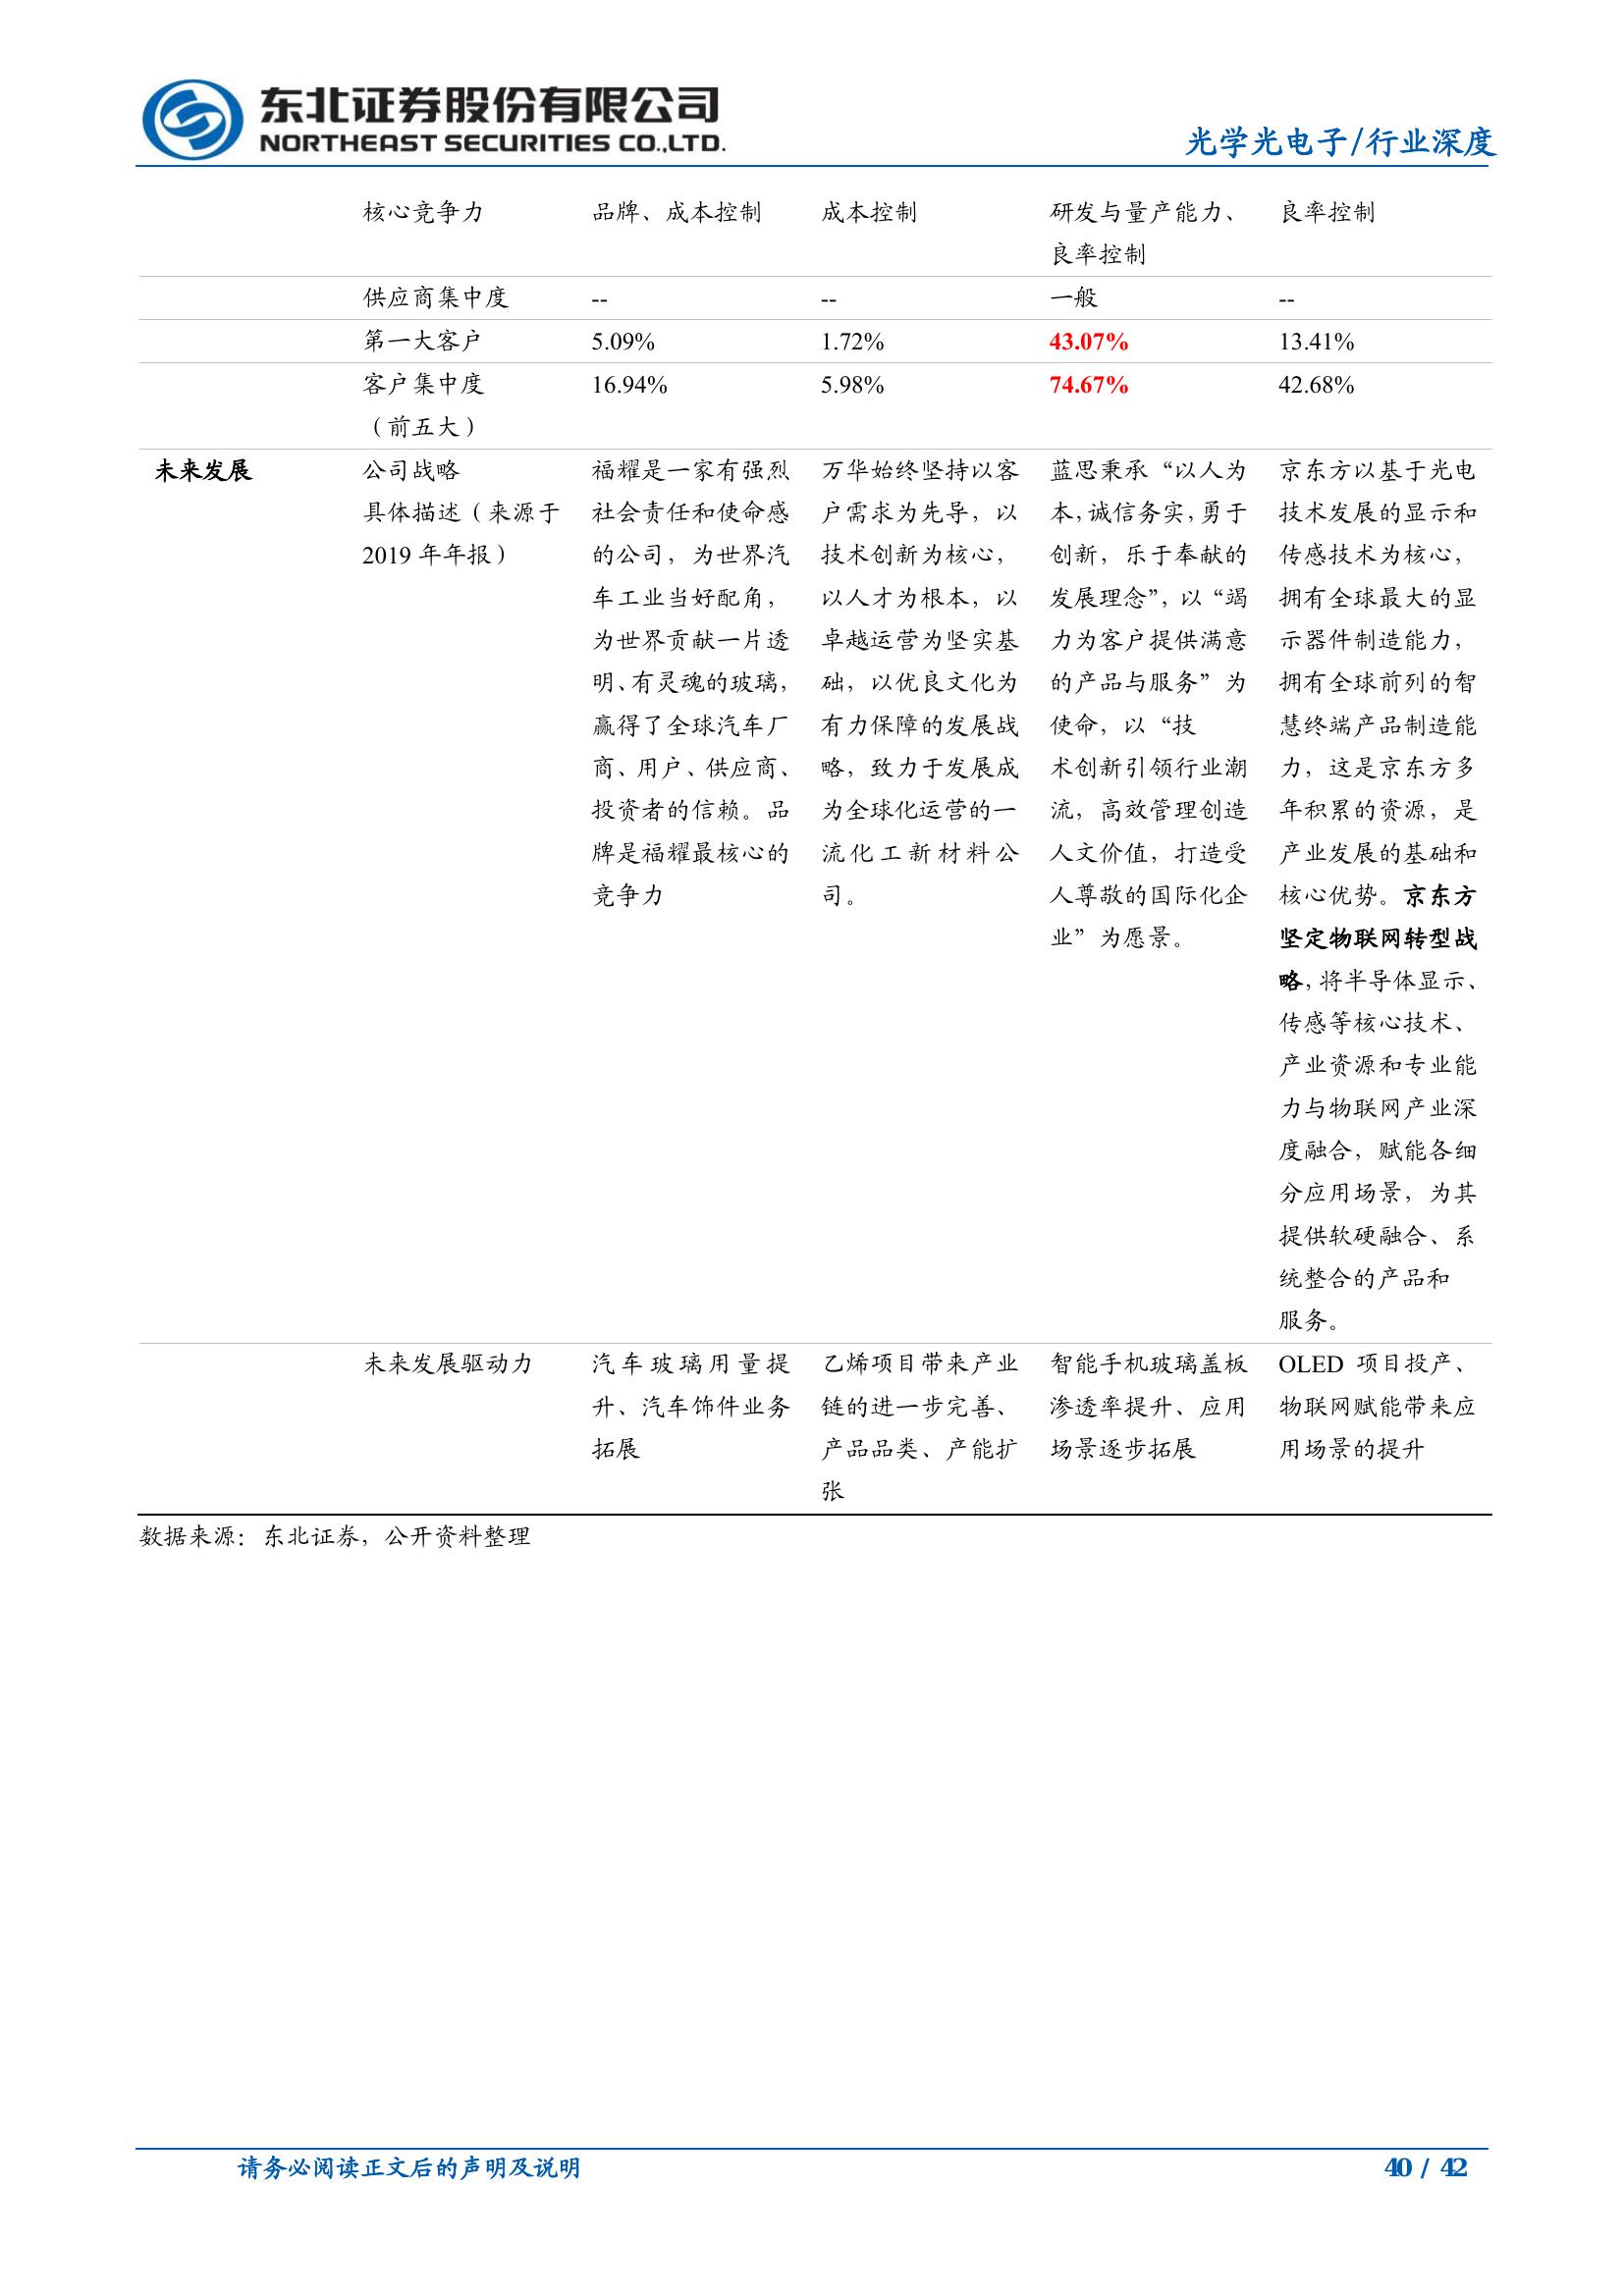 东北证券股份有限公司
NORTHEAST SECURITIES CO.,LTD.
光学光电子/行业深度
核心竞争力 品牌、成本控制 成本控制 研发与量产能力、 良率控制
良率控制
供应商集中度 -- -- 一般 --
第一大客户 5.09% 1.72% 43.07% 13.41%
客户集中度 16.94% 5.98% 74.67% 42.68%
（前五大）
未来发展
公司战略
具体描述（来源于
2019 年年报）
福耀是一家有强烈
社会责任和使命感
的公司，为世界汽
车工业当好配角，
为世界贡献一片透
明、有灵魂的玻璃，
赢得了全球汽车厂
商、用户、供应商、
投资者的信赖。品
牌是福耀最核心的
竞争力
万华始终坚持以客
户需求为先导，以
技术创新为核心，
以人才为根本，以
卓越运营为坚实基
础，以优良文化为
有力保障的发展战
略，致力于发展成
为全球化运营的一
流化工新材料公
司。
蓝思秉承“以人为
本，诚信务实，勇于
创新，乐于奉献的
发展理念”，以“竭
力为客户提供满意
的产品与服务”为
使命，以“技
术创新引领行业潮
流，高效管理创造
人文价值，打造受
人尊敬的国际化企
业”为愿景。
京东方以基于光电
技术发展的显示和
传感技术为核心，
拥有全球最大的显
示器件制造能力，
拥有全球前列的智
慧终端产品制造能
力，这是京东方多
年积累的资源，是
产业发展的基础和
核心优势。京东方
坚定物联网转型战
略，将半导体显示、
传感等核心技术、
产业资源和专业能
力与物联网产业深
度融合，赋能各细
分应用场景，为其
提供软硬融合、系
统整合的产品和
服务。
未来发展驱动力
汽车玻璃用量提
升、汽车饰件业务
拓展
乙烯项目带来产业
链的进一步完善、
产品品类、产能扩
张
智能手机玻璃盖板
渗透率提升、应用
场景逐步拓展
OLED 项目投产、
物联网赋能带来应
用场景的提升
数据来源：东北证券，公开资料整理
请务必阅读正文后的声明及说明
40 / 42